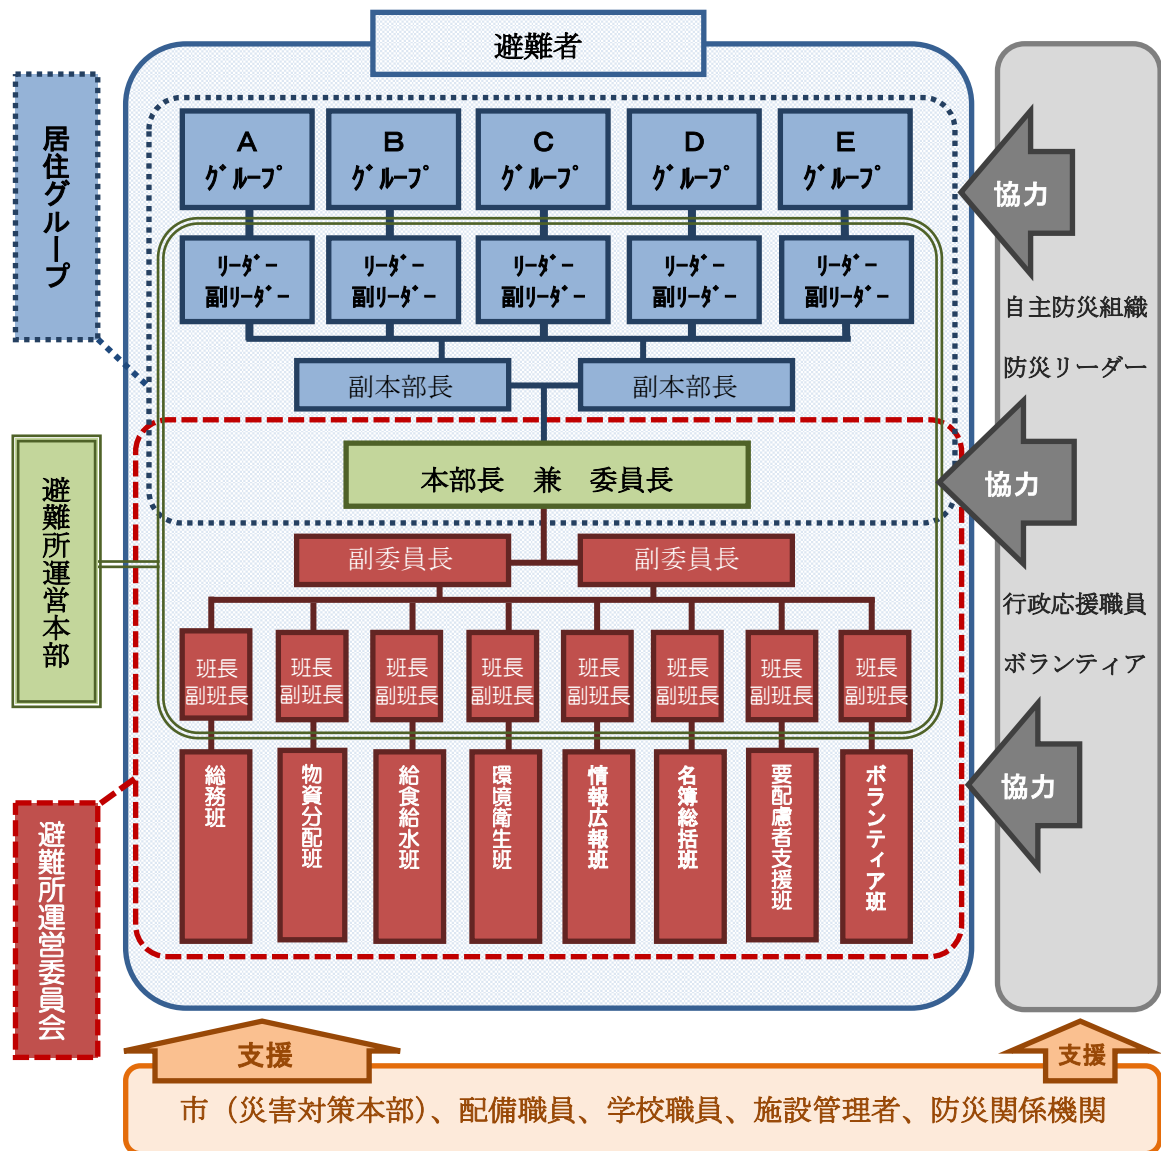 避難者
居住グループ
A
グループ
B
グループ
C
グループ
D
グループ
E
グループ
リーダー
副リーダー
リーダー
副リーダー
リーダー
副リーダー
リーダー
副リーダー
リーダー
副リーダー
副本部長
副本部長
本部長　兼　委員長
避難所運営本部
副委員長
副委員長
班長
副班長
班長
副班長
班長
副班長
班長
副班長
班長
副班長
班長
副班長
班長
副班長
班長
副班長
総務班
物資分配班
給食給水班
環境衛生班
情報広報班
名簿総括班
要配慮者支援班
ボランティア班
避難所運営委員会
協力
自主防災組織
防災リーダー
協力
行政応援職員
ボランティア
協力
支援
支援
市（災害対策本部）、配備職員、学校職員、施設管理者、防災関係機関